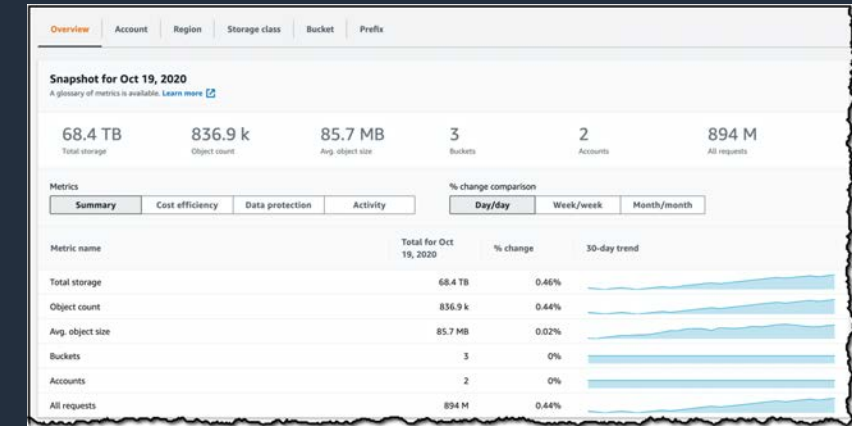 Overview Account Region Storage class Bucket Prefix
Snapshot for Oct 19, 2020
A glossary of metrics is available. Learn more
68.4 TB 836.9 k 85.7 MB 3 2 894 M
Total storage Object count Avg. object size Buckets Accounts All requests
Metrics % change comparison
Summary Cost efficiency Data protection Activity Day/day Week/week Month/month
Metric name Total for Oct 19, 2020 % change 30-day trend
Total storage 68.4 TB 0.46%
Object count 836.9 k 0.44%
Avg. object size 85.7 MB 0.02%
Buckets 3 0%
Accounts 2 0%
All requests 894 M 0.44%